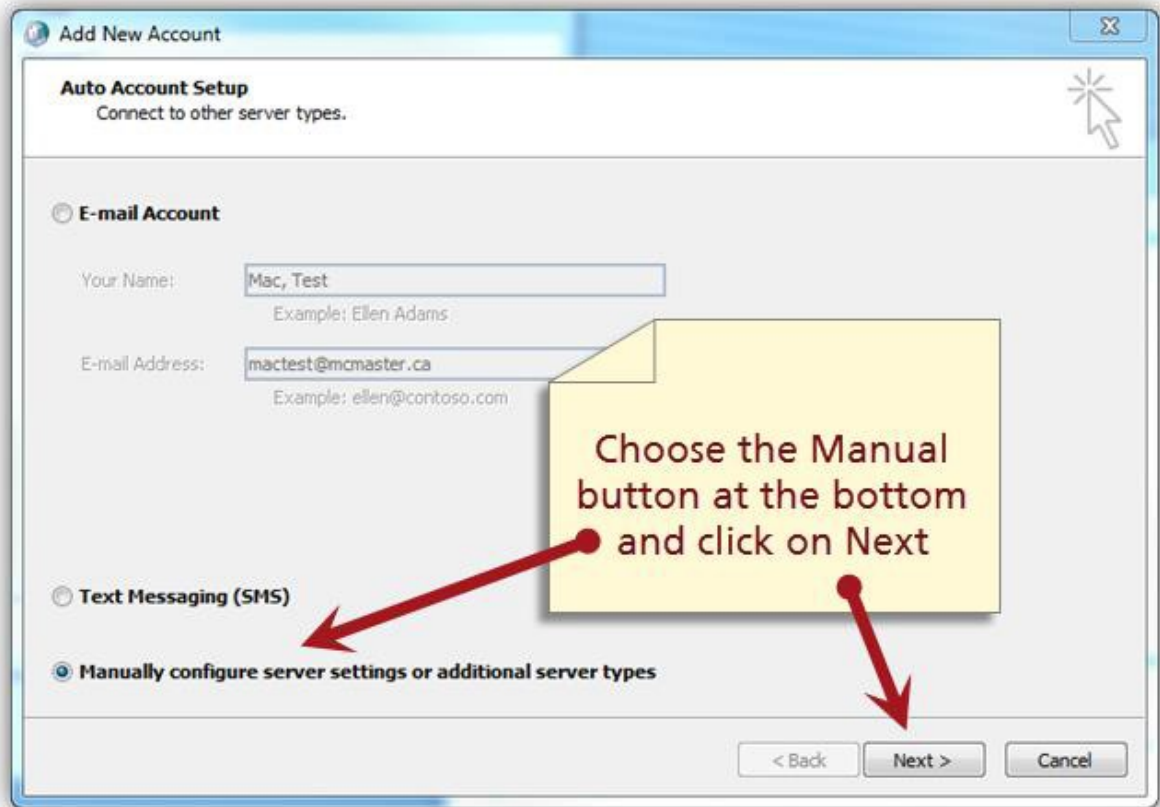 Add New Account
Auto Account Setup
Connect to other server types.
E-mail Account
Your Name: Mac, Test
Example: Ellen Adams
E-mail Address: mactest@mcmaster.ca
Example: ellen@contoso.com
Choose the Manual
button at the bottom
and click on Next
Text Messaging (SMS)
Manually configure server settings or additional server types
< Back Next > Cancel